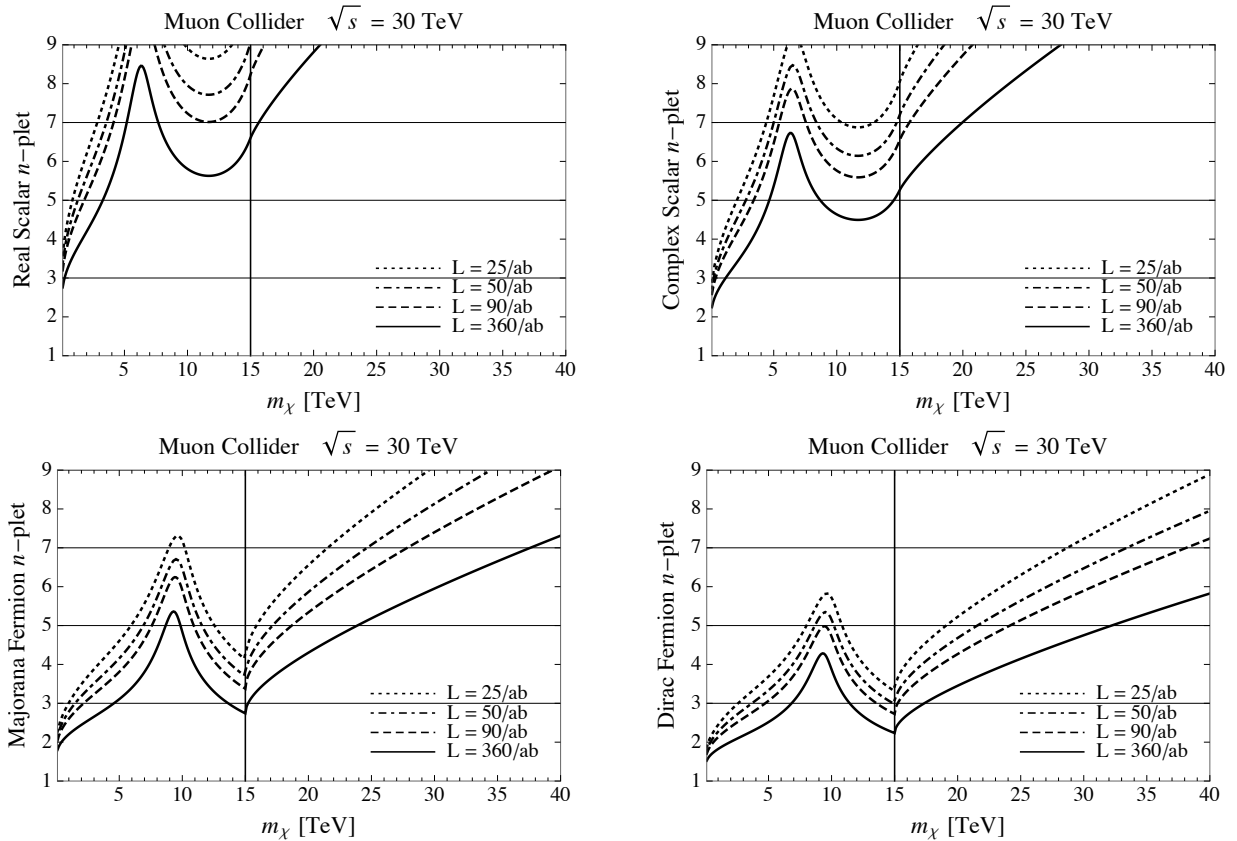 Muon Collider √s = 30 TeV
Real Scalar n−plet
9
8
7
6
5
4
3
2
1
L = 25/ab
L = 50/ab
L = 90/ab
L = 360/ab
5 10 15 20 25 30 35 40
mχ [TeV]
Muon Collider √s = 30 TeV
Complex Scalar n−plet
9
8
7
6
5
4
3
2
1
L = 25/ab
L = 50/ab
L = 90/ab
L = 360/ab
5 10 15 20 25 30 35 40
mχ [TeV]
Muon Collider √s = 30 TeV
Majorana Fermion n−plet
9
8
7
6
5
4
3
2
1
L = 25/ab
L = 50/ab
L = 90/ab
L = 360/ab
5 10 15 20 25 30 35 40
mχ [TeV]
Muon Collider √s = 30 TeV
Dirac Fermion n−plet
9
8
7
6
5
4
3
2
1
L = 25/ab
L = 50/ab
L = 90/ab
L = 360/ab
5 10 15 20 25 30 35 40
mχ [TeV]